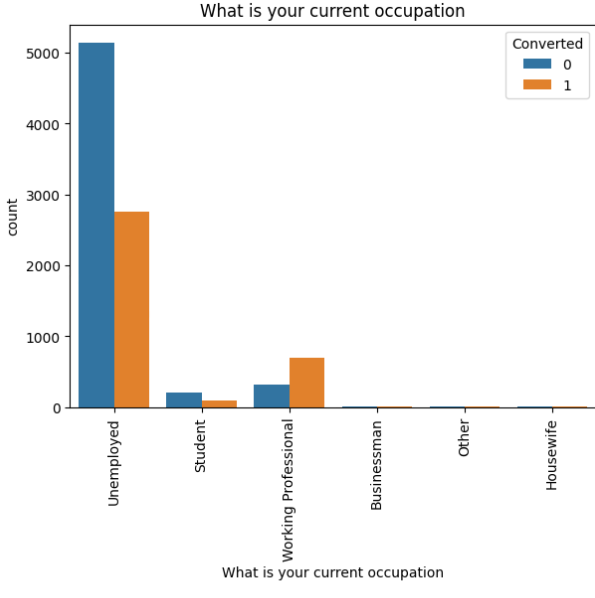 What is your current occupation
Converted
0
1
5000
4000
3000
2000
1000
0
count
Unemployed
Student
Working Professional
Businessman
Other
Housewife
What is your current occupation